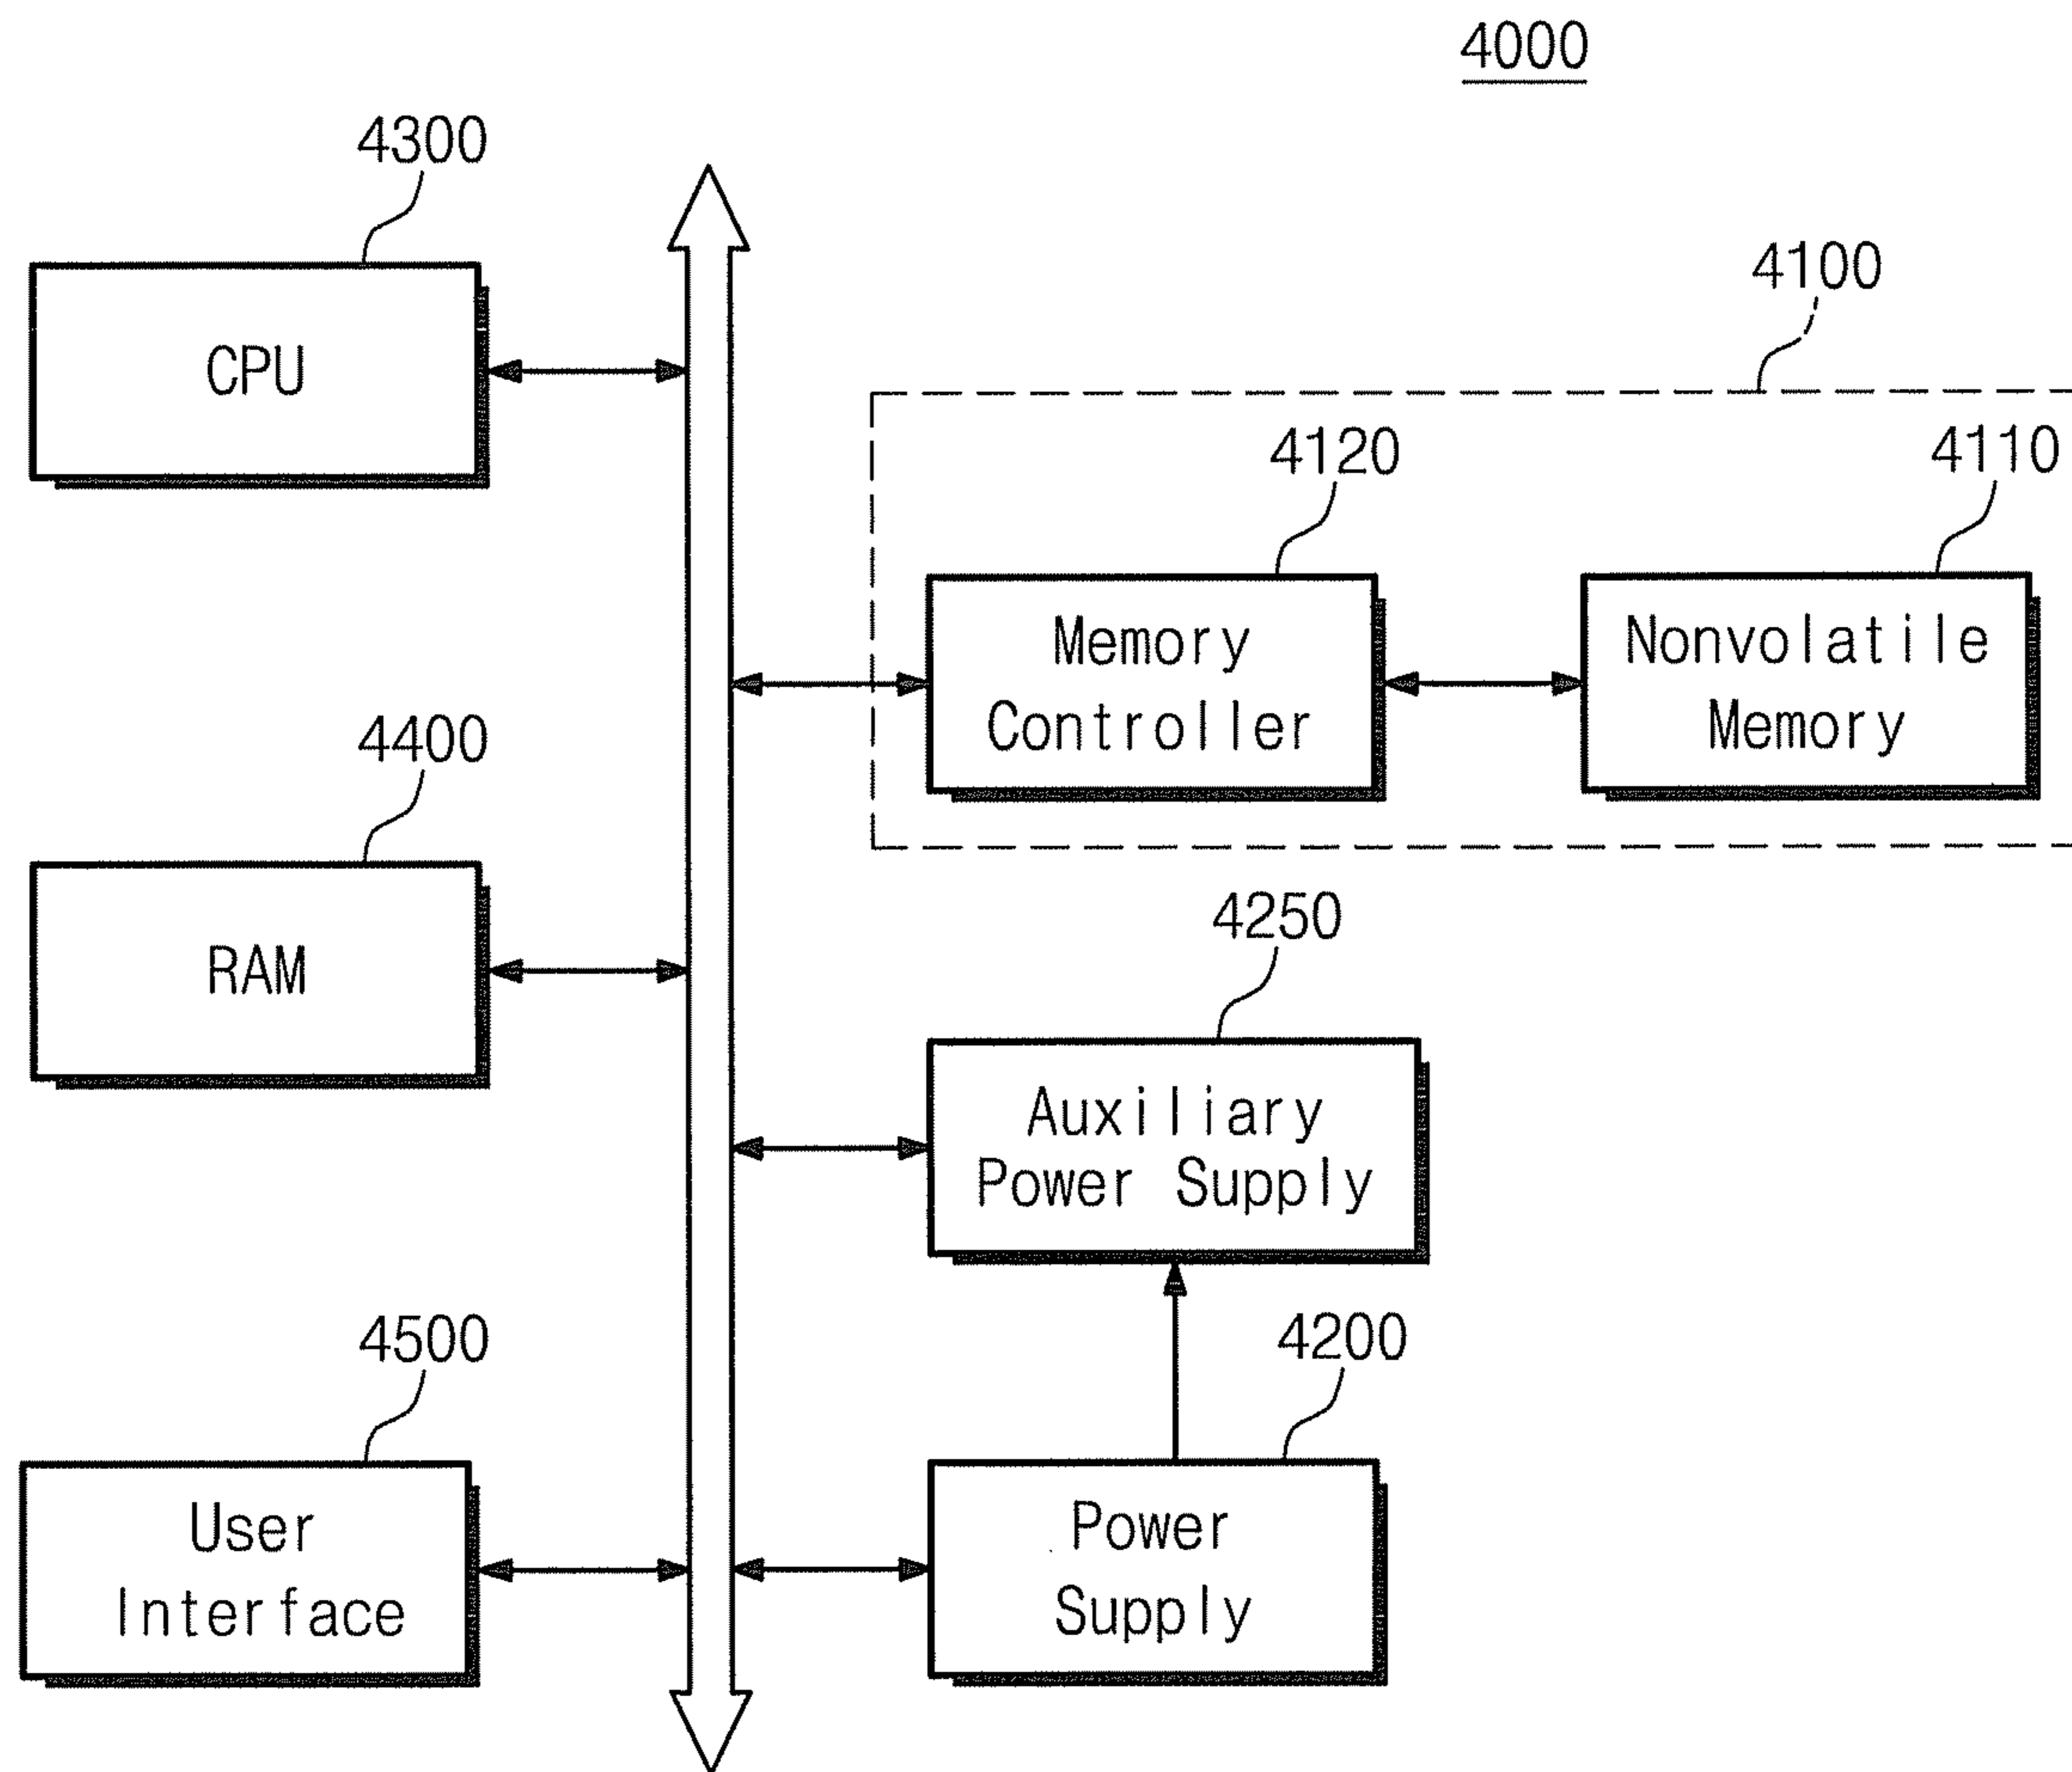 4000
4300
CPU
4100
4120
4110
Memory
Controller
Nonvolatile
Memory
4400
RAM
4250
Auxiliary
Power Supply
4500
User
Interface
4200
Power
Supply